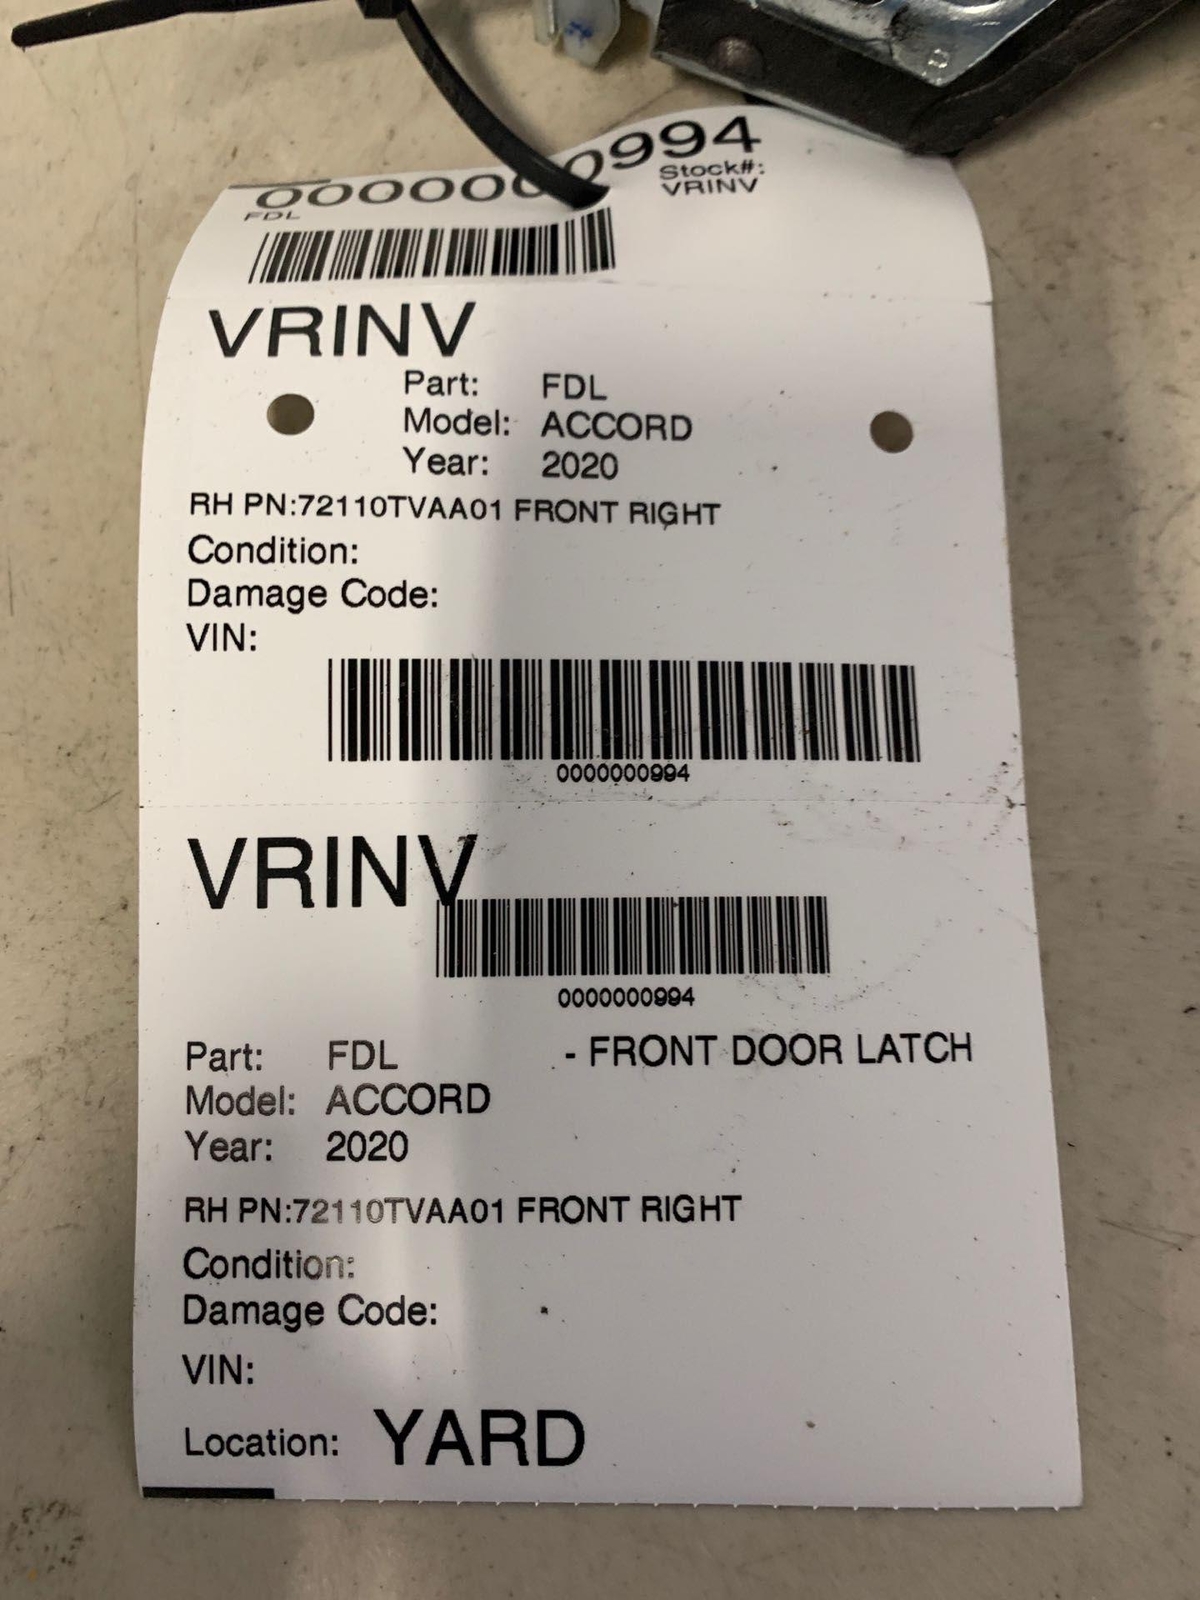 0000000994
Stock#:
VRINV
FDL
VRINV
Part: FDL
Model: ACCORD
Year: 2020
RH PN:72110TVAA01 FRONT RIGHT
Condition:
Damage Code:
VIN:
0000000994
VRINV
0000000994
Part: FDL - FRONT DOOR LATCH
Model: ACCORD
Year: 2020
RH PN:72110TVAA01 FRONT RIGHT
Condition:
Damage Code:
VIN:
Location: YARD